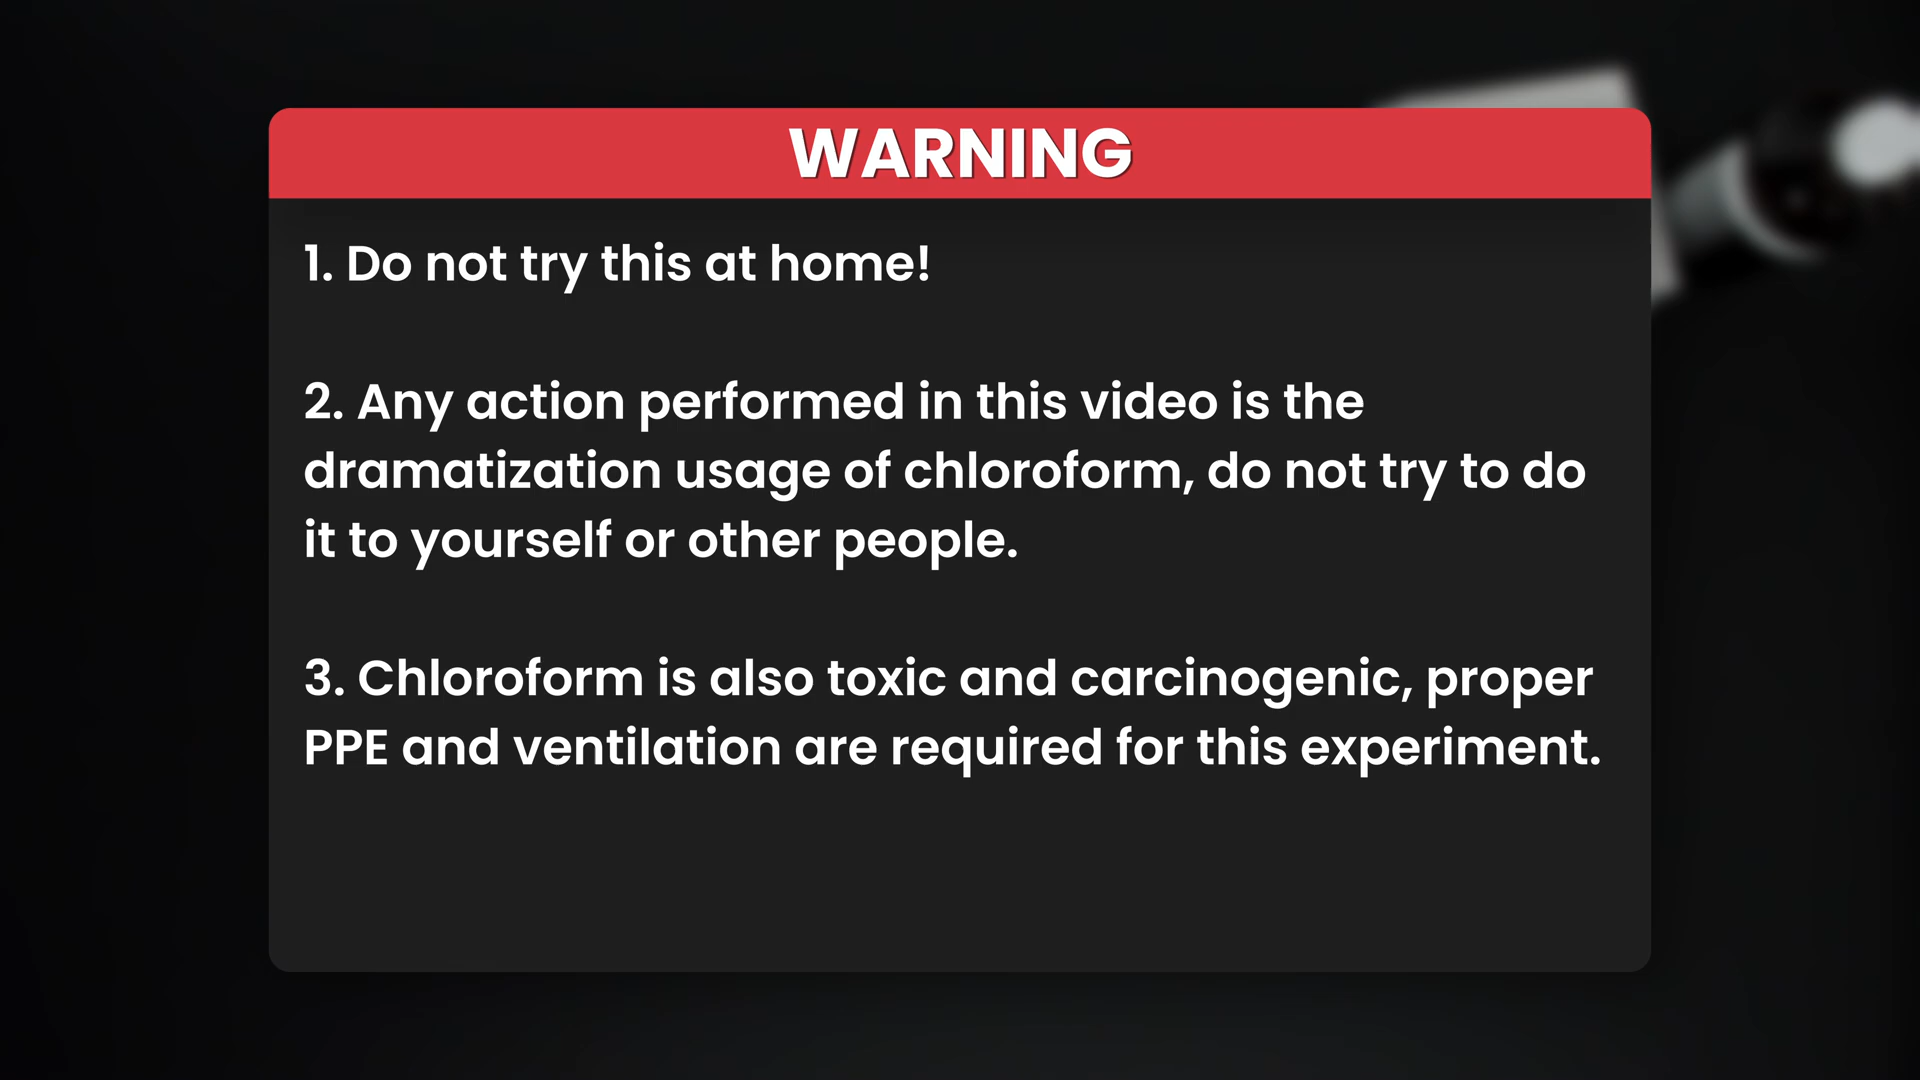 WARNING
1. Do not try this at home!
2. Any action performed in this video is the
dramatization usage of chloroform, do not try to do
it to yourself or other people.
3. Chloroform is also toxic and carcinogenic, proper
PPE and ventilation are required for this experiment.